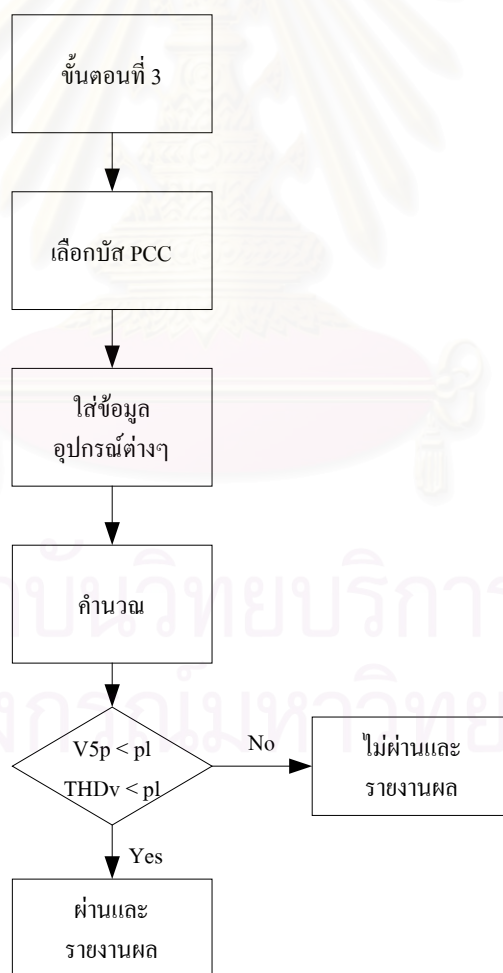 ขั้นตอนที่ 3
เลือกบัส PCC
ใส่ข้อมูล
อุปกรณ์ต่างๆ
คำนวณ
V5p < pl
THDv < pl
No
ไม่ผ่านและ
รายงานผล
Yes
ผ่านและ
รายงานผล